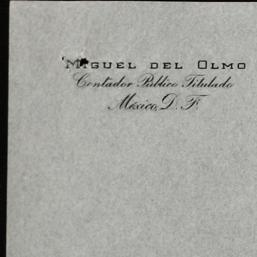 Miguel del Olmo
Contador Público Titulado
México, D. F.